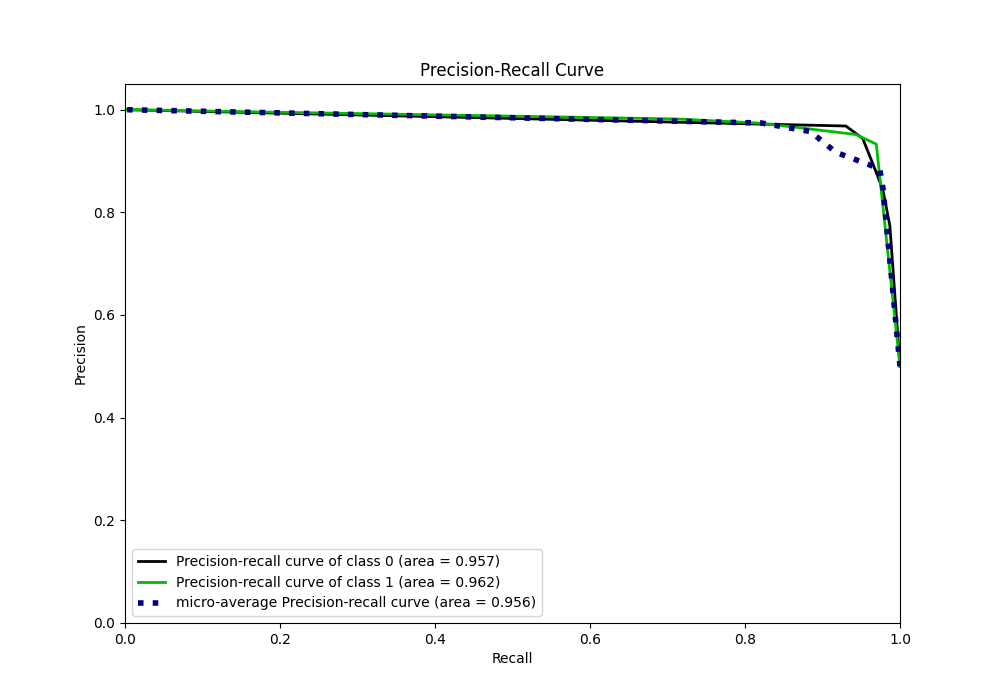 Precision-Recall Curve
1.0
0.8
0.6
0.4
0.2
0.0
Precision
Precision-recall curve of class 0 (area = 0.957)
Precision-recall curve of class 1 (area = 0.962)
micro-average Precision-recall curve (area = 0.956)
0.0 0.2 0.4 0.6 0.8 1.0
Recall